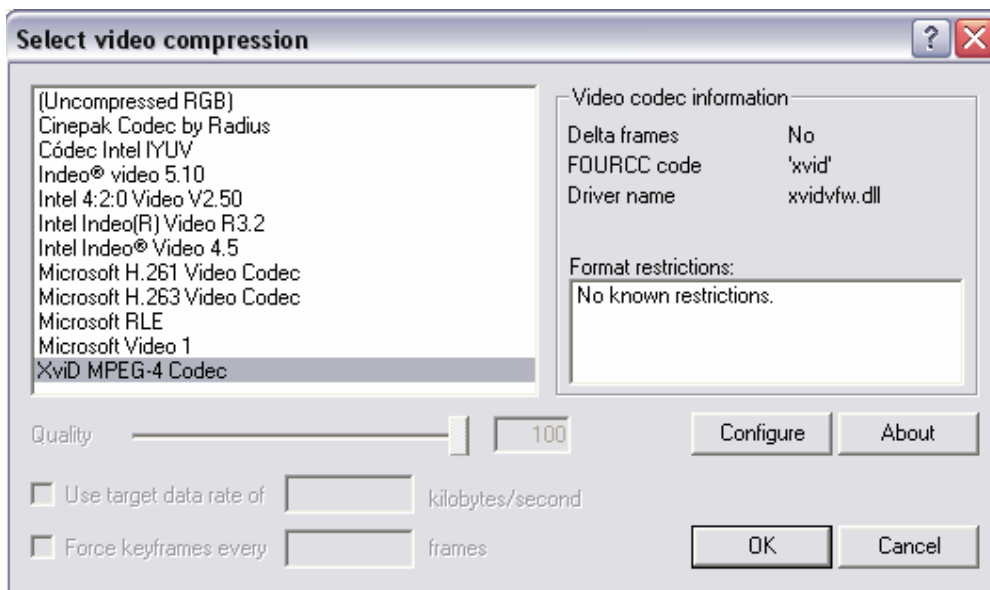 Select video compression
?
(Uncompressed RGB)
Cinepak Codec by Radius
Códec Intel IYUV
Indeo® video 5.10
Intel 4:2:0 Video V2.50
Intel Indeo(R) Video R3.2
Intel Indeo® Video 4.5
Microsoft H.261 Video Codec
Microsoft H.263 Video Codec
Microsoft RLE
Microsoft Video 1
XviD MPEG-4 Codec
Video codec information
Delta frames No
FOURCC code 'xvid'
Driver name xvidvfw.dll
Format restrictions:
No known restrictions.
Quality 100
Configure About
Use target data rate of kilobytes/second
Force keyframes every frames
OK Cancel